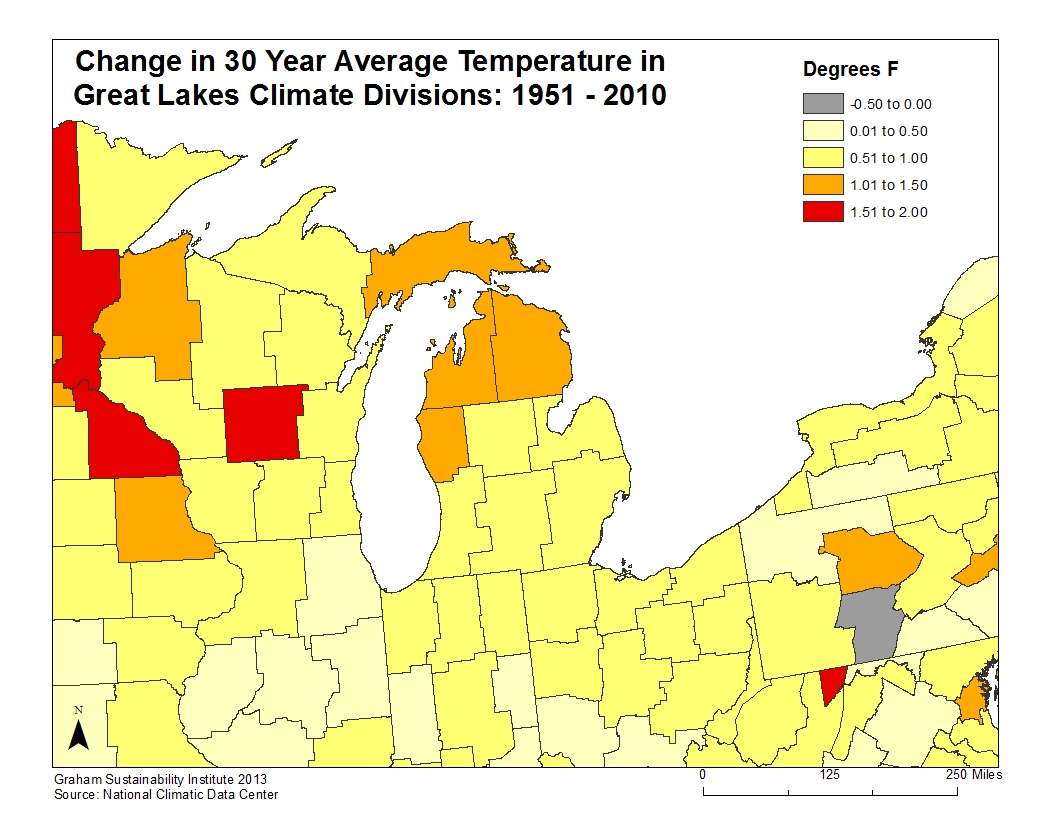 Change in 30 Year Average Temperature in
Great Lakes Climate Divisions: 1951 - 2010
Degrees F
-0.50 to 0.00
0.01 to 0.50
0.51 to 1.00
1.01 to 1.50
1.51 to 2.00
N
Graham Sustainability Institute 2013
Source: National Climatic Data Center
0 125 250 Miles